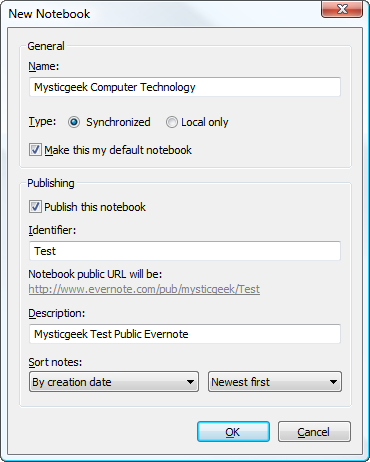 New Notebook
General
Name:
Mysticgeek Computer Technology
Type: Synchronized Local only
Make this my default notebook
Publishing
Publish this notebook
Identifier:
Test
Notebook public URL will be:
http://www.evernote.com/pub/mysticgeek/Test
Description:
Mysticgeek Test Public Evernote
Sort notes:
By creation date Newest first
OK Cancel